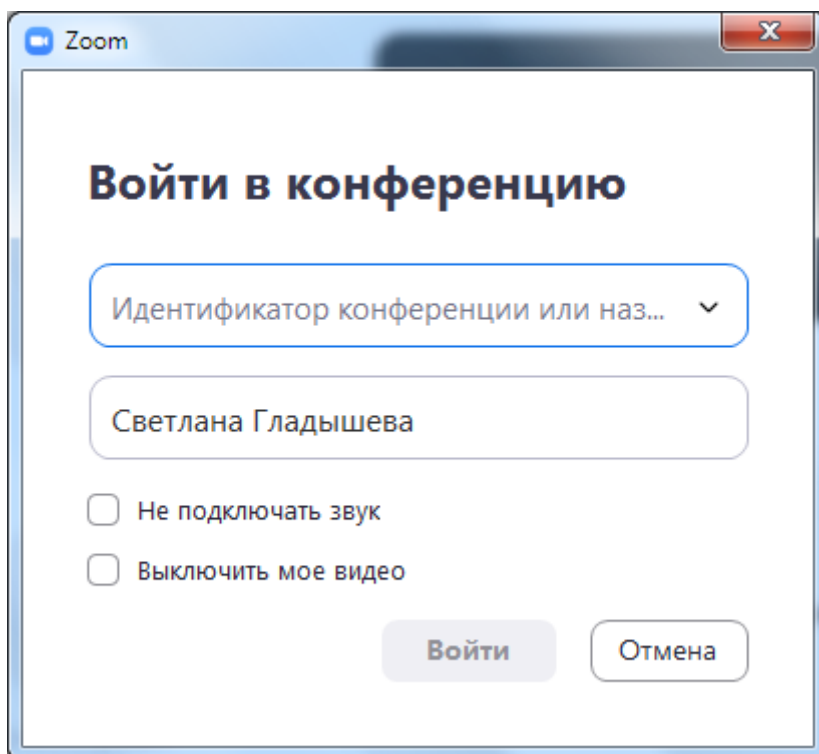 Zoom
Войти в конференцию
Идентификатор конференции или наз...
Светлана Гладышева
Не подключать звук
Выключить мое видео
Войти Отмена